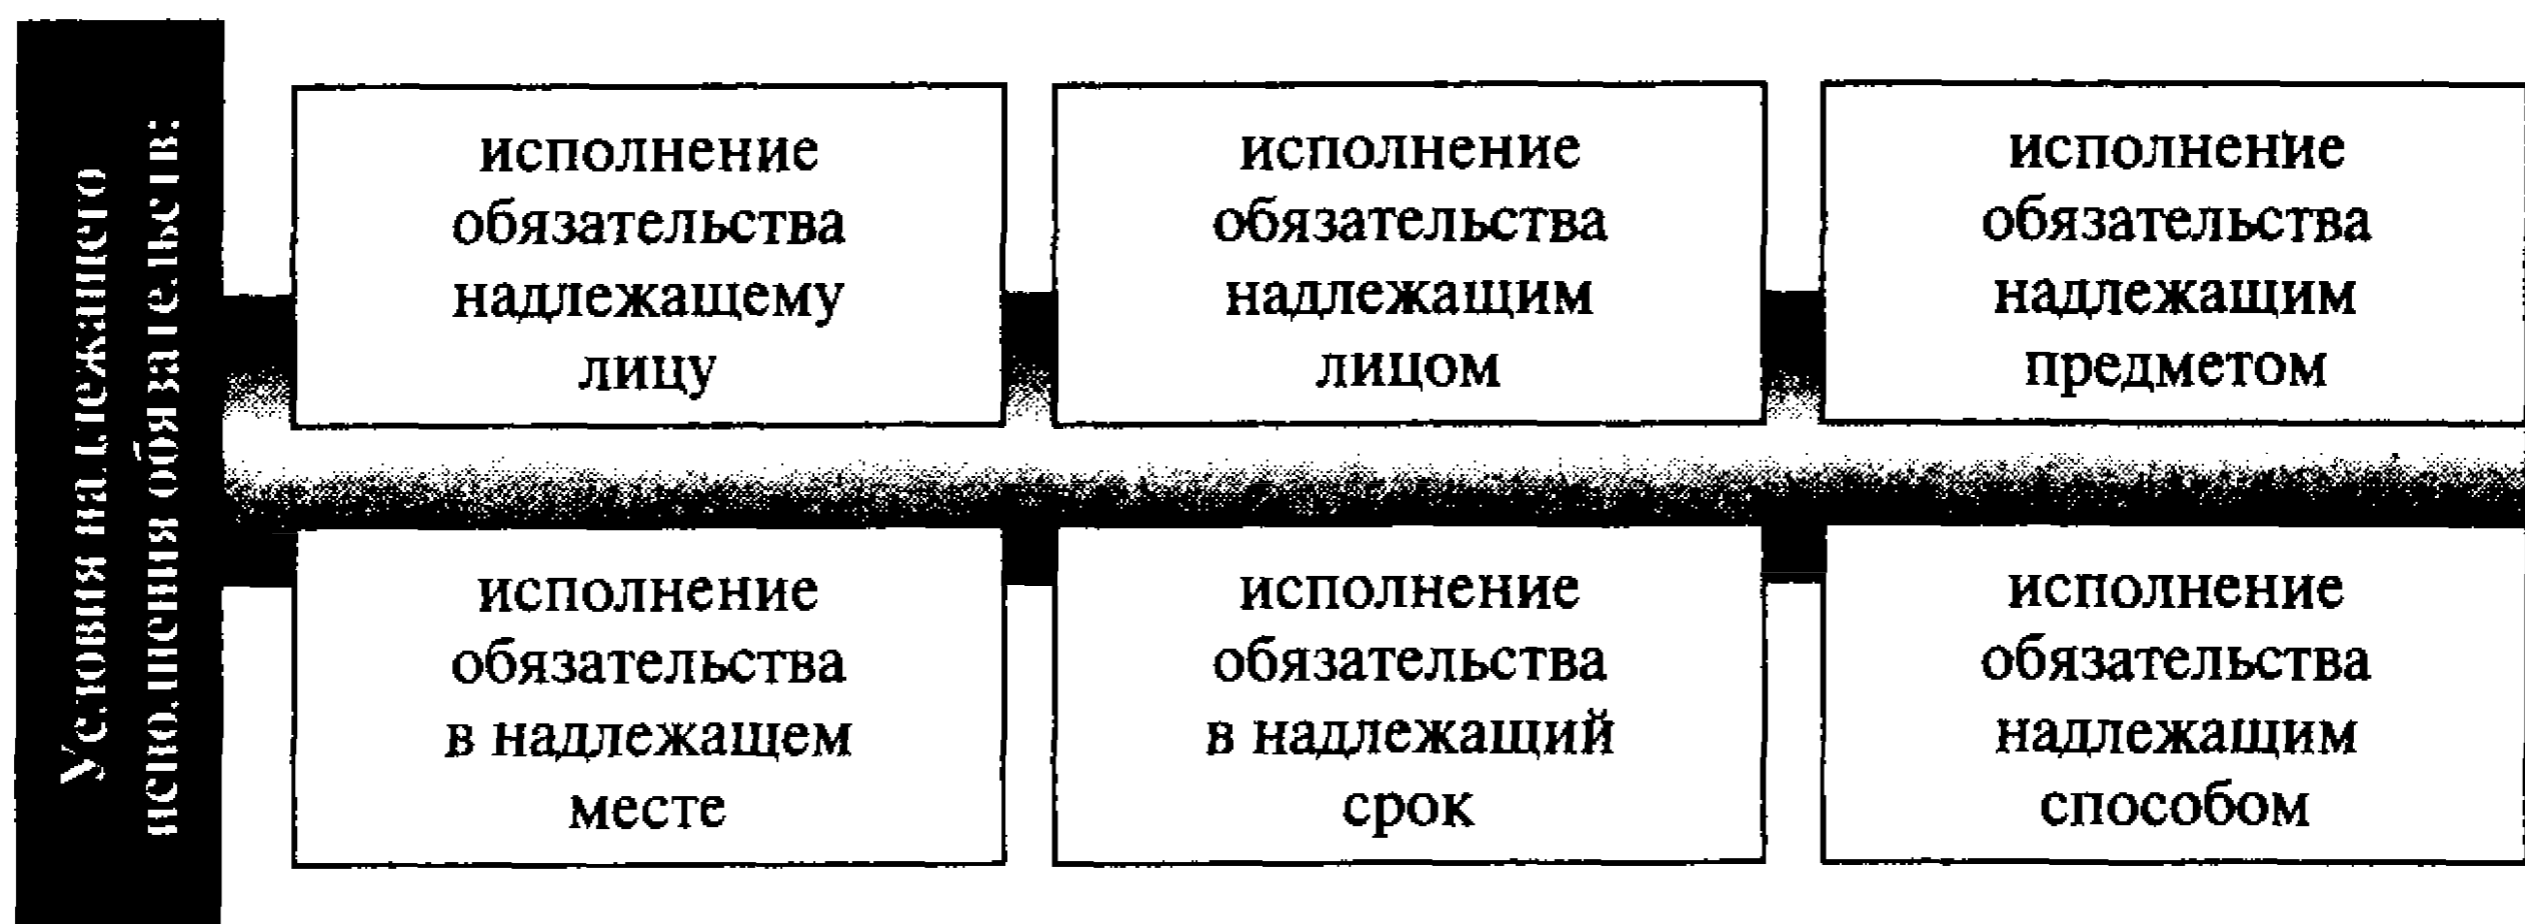 Условия надлежащего
исполнения обязательств:
исполнение
обязательства
надлежащему
лицу
исполнение
обязательства
надлежащим
лицом
исполнение
обязательства
надлежащим
предметом
исполнение
обязательства
в надлежащем
месте
исполнение
обязательства
в надлежащий
срок
исполнение
обязательства
надлежащим
способом